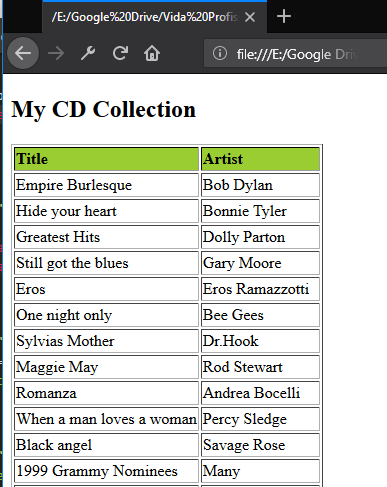 /E:/Google%20Drive/Vida%20Profis
file:///E:/Google Driv
My CD Collection
Title Artist
Empire Burlesque Bob Dylan
Hide your heart Bonnie Tyler
Greatest Hits Dolly Parton
Still got the blues Gary Moore
Eros Eros Ramazzotti
One night only Bee Gees
Sylvias Mother Dr.Hook
Maggie May Rod Stewart
Romanza Andrea Bocelli
When a man loves a woman Percy Sledge
Black angel Savage Rose
1999 Grammy Nominees Many